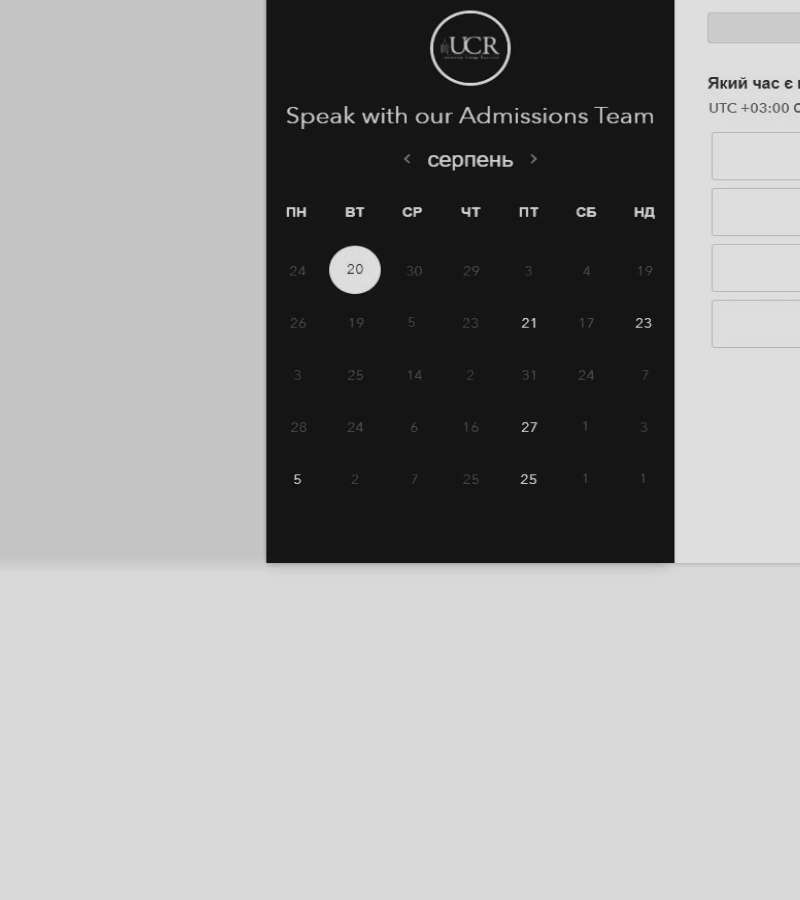 UCR
Speak with our Admissions Team
серпень
ПН ВТ СР ЧТ ПТ СБ НД
24 20 30 29 3 4 19
26 19 5 23 21 17 23
3 25 14 2 31 24 7
28 24 6 16 27 1 3
5 2 7 25 25 1 1
Який час є
UTC +03:00